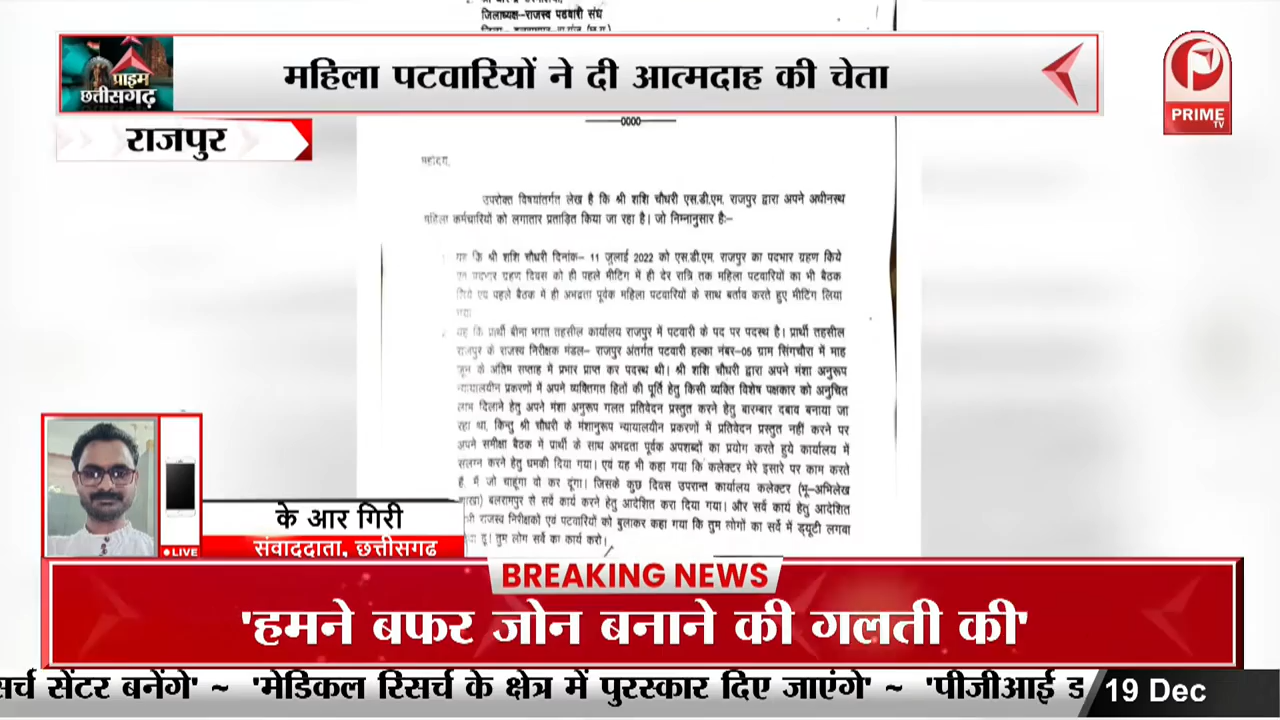 जिलाध्यक्ष–राजस्व पटवारी संघ
महिला पटवारियों ने दी आत्मदाह की चेता
प्राइम
छत्तीसगढ़
PRIME
TV
राजपुर
0000
महोदय,
उपरोक्त विषयांतर्गत लेख है कि श्री शशि चौधरी एस.डी.एम. राजपुर द्वारा अपने अधीनस्थ
महिला कर्मचारियों को लगातार प्रताड़ित किया जा रहा है। जो निम्नानुसार है:–
यह कि श्री शशि चौधरी दिनांक– 11 जुलाई 2022 को एस.डी.एम. राजपुर का पदभार ग्रहण किये
पदभार ग्रहण दिवस को ही पहले मीटिंग में ही देर रात्रि तक महिला पटवारियों का भी बैठक
लिये एवं पहले बैठक में ही अभद्रता पूर्वक महिला पटवारियों के साथ बर्ताव करते हुए मीटिंग लिया
गया।
यह कि प्रार्थी बीना भगत तहसील कार्यालय राजपुर में पटवारी के पद पर पदस्थ है। प्रार्थी तहसील
राजपुर के राजस्व निरीक्षक मंडल– राजपुर अंतर्गत पटवारी हल्का नंबर–05 ग्राम सिंगचौरा में माह
जून के अंतिम सप्ताह में प्रभार प्राप्त कर पदस्थ थी। श्री शशि चौधरी द्वारा अपने मंशा अनुरूप
न्यायालयीन प्रकरणों में अपने व्यक्तिगत हितों की पूर्ति हेतु किसी व्यक्ति विशेष पक्षकार को अनुचित
लाभ दिलाने हेतु अपने मंशा अनुरूप गलत प्रतिवेदन प्रस्तुत करने हेतु बारम्बार दबाव बनाया जा
रहा था, किन्तु श्री चौधरी के मंशानुरूप न्यायालयीन प्रकरणों में प्रतिवेदन प्रस्तुत नहीं करने पर
अपने समीक्षा बैठक में प्रार्थी के साथ अभद्रता पूर्वक अपशब्दों का प्रयोग करते हुये कार्यालय में
सलग्न करने हेतु धमकी दिया गया। एवं यह भी कहा गया कि कलेक्टर मेरे इसारे पर काम करते
है, मैं जो चाहूंगा वो कर दूंगा। जिसके कुछ दिवस उपरान्त कार्यालय कलेक्टर (भू–अभिलेख
शाखा) बलरामपुर से सर्वे कार्य करने हेतु आदेशित करा दिया गया। और सर्वे कार्य हेतु आदेशित
राजस्व निरीक्षकों एवं पटवारियों को बुलाकर कहा गया कि तुम लोगों का सर्वे में ड्यूटी लगवा
दिया हू। तुम लोग सर्वे का कार्य करो।
LIVE
के आर गिरी
संवाददाता, छत्तीसगढ
BREAKING NEWS
'हमने बफर जोन बनाने की गलती की'
सर्च सेंटर बनेंगे' ~ 'मेडिकल रिसर्च के क्षेत्र में पुरस्कार दिए जाएंगे' ~ 'पीजीआई ड
19 Dec